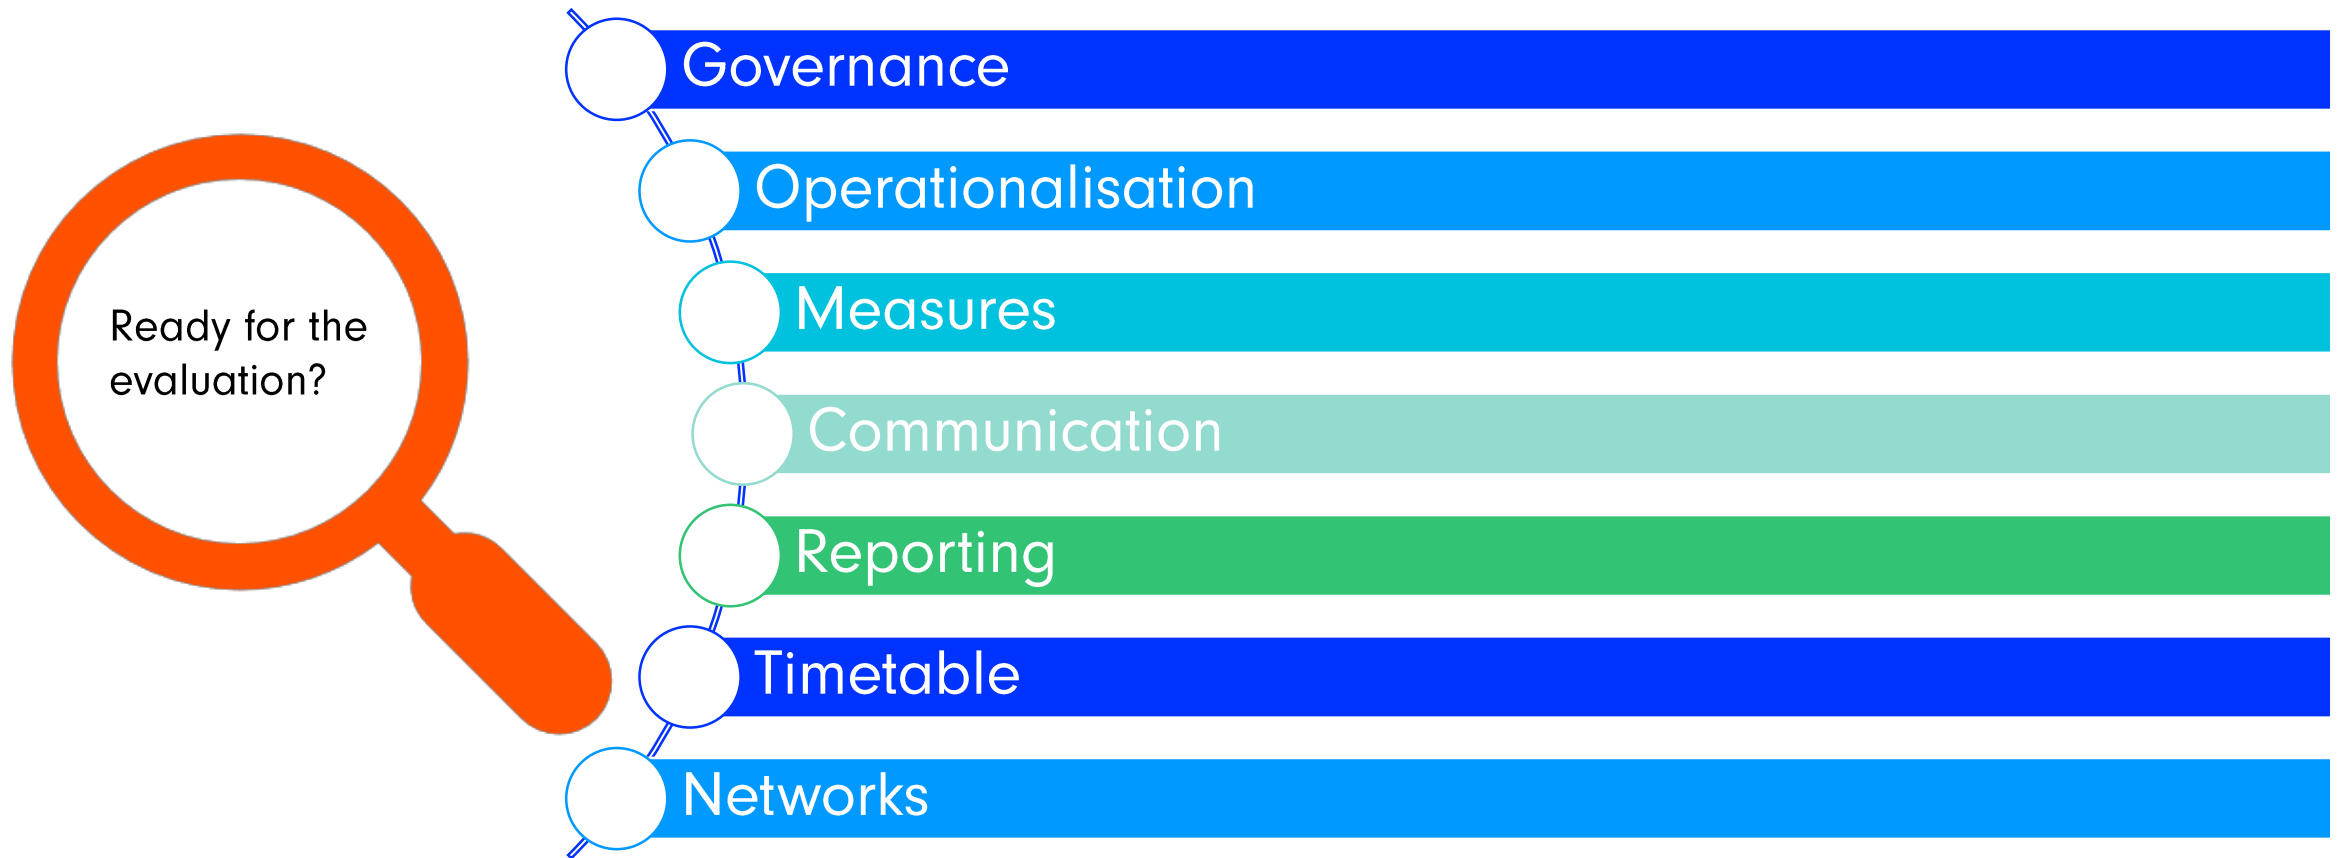 Ready for the
evaluation?
Governance
Operationalisation
Measures
Communication
Reporting
Timetable
Networks